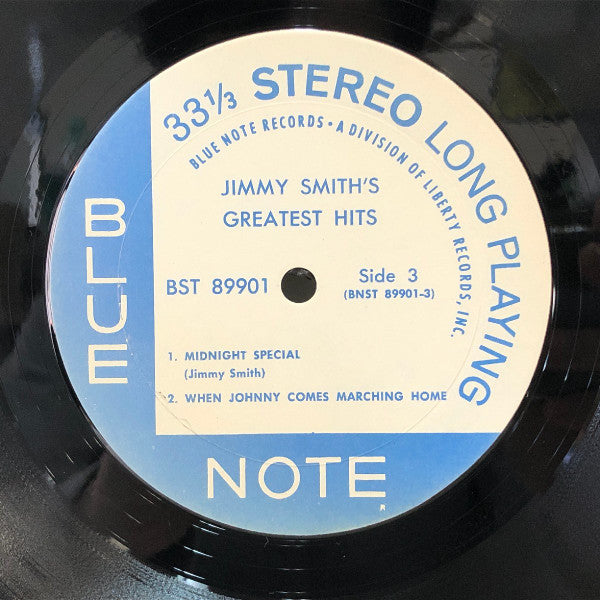 33⅓ STEREO LONG PLAYING
BLUE NOTE RECORDS • A DIVISION OF LIBERTY RECORDS, INC.
JIMMY SMITH'S
GREATEST HITS
BST 89901
Side 3
(BNST 89901-3)
1. MIDNIGHT SPECIAL
(Jimmy Smith)
2. WHEN JOHNNY COMES MARCHING HOME
BLUE
NOTE